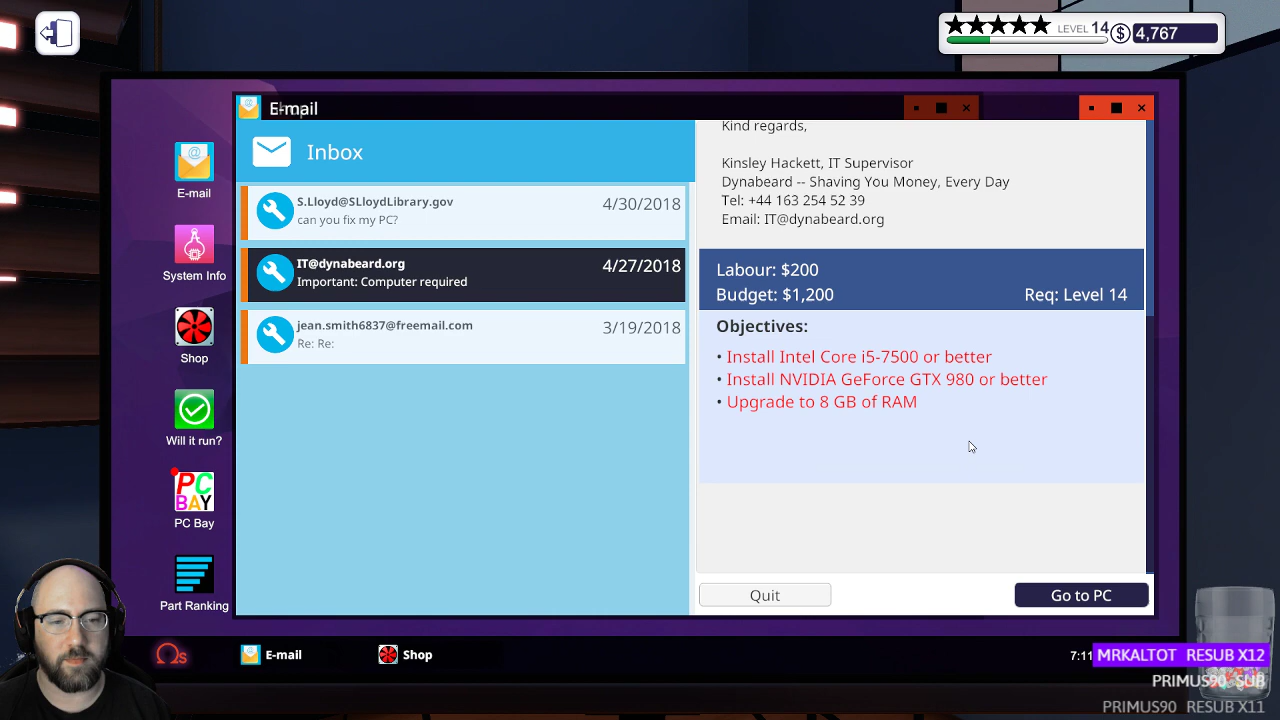 LEVEL 14
$ 4,767
E-mail
Inbox
S.Lloyd@SLloydLibrary.gov
4/30/2018
can you fix my PC?
IT@dynabeard.org
4/27/2018
Important: Computer required
jean.smith6837@freemail.com
3/19/2018
Re: Re:
Kind regards,
Kinsley Hackett, IT Supervisor
Dynabeard -- Shaving You Money, Every Day
Tel: +44 163 254 52 39
Email: IT@dynabeard.org
Labour: $200
Budget: $1,200
Req: Level 14
Objectives:
• Install Intel Core i5-7500 or better
• Install NVIDIA GeForce GTX 980 or better
• Upgrade to 8 GB of RAM
Quit
Go to PC
E-mail
System Info
Shop
Will it run?
PC
BAY
PC Bay
Part Ranking
Ωs
E-mail
Shop
7:11
MRKALTOT RESUB X12
PRIMUS90 SUB
PRIMUS90 RESUB X11